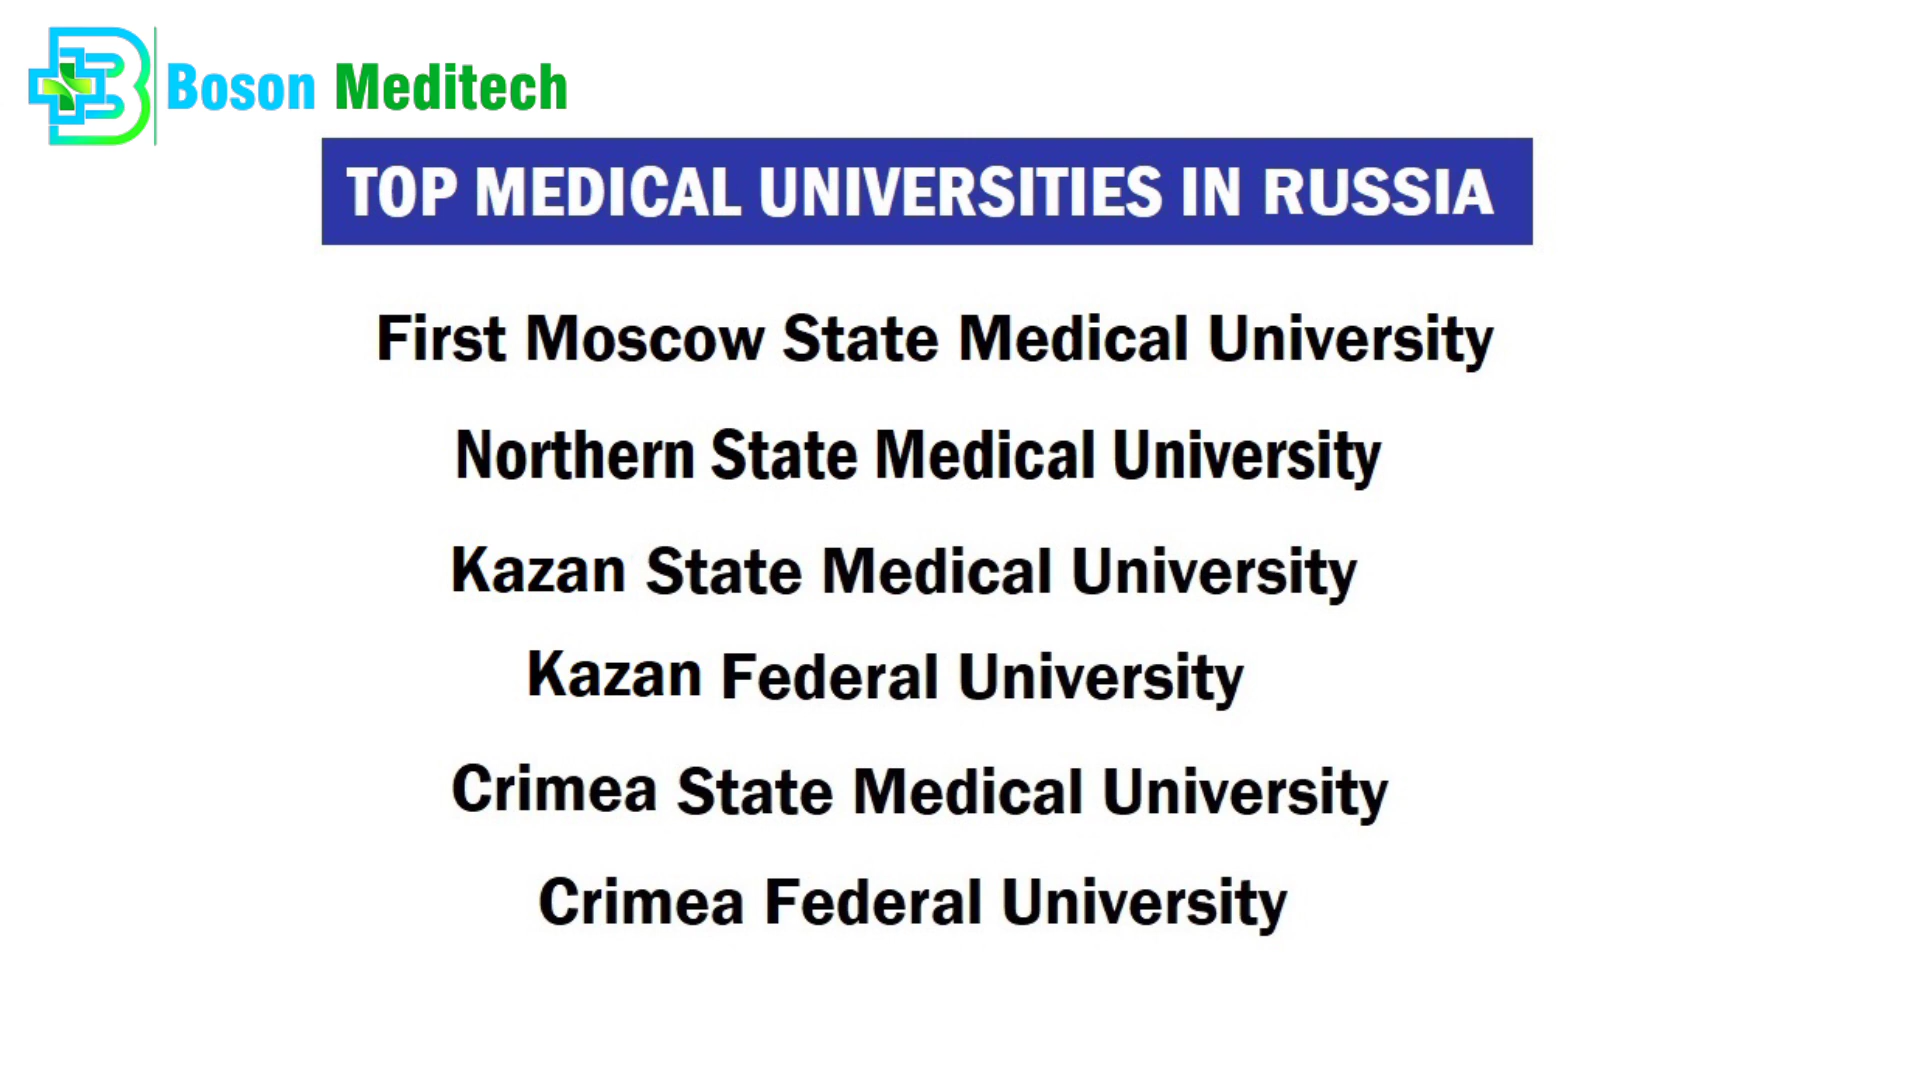 Boson Meditech
TOP MEDICAL UNIVERSITIES IN RUSSIA
First Moscow State Medical University
Northern State Medical University
Kazan State Medical University
Kazan Federal University
Crimea State Medical University
Crimea Federal University